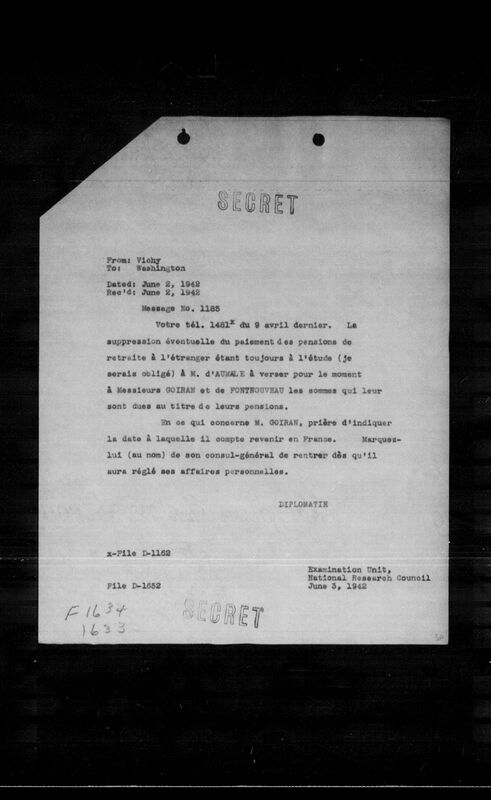 SECRET
From: Vichy
To: Washington
Dated: June 2, 1942
Rec'd: June 2, 1942
Message No. 1185
Votre tél. 1481x du 9 avril dernier. La
suppression éventuelle du paiement des pensions de
retraite à l'étranger étant toujours à l'étude (je
serais obligé) à M. d'AUMALE à verser pour le moment
à Messieurs GOIRAN et de FONTNOUVEAU les sommes qui leur
sont dues au titre de leurs pensions.
En ce qui concerne M. GOIRAN, prière d'indiquer
la date à laquelle il compte revenir en France. Marquez-
lui (au nom) de son consul-général de rentrer dès qu'il
aura réglé ses affaires personnelles.
DIPLOMATIE
x-File D-1162
Examination Unit,
National Research Council
File D-1652
June 3, 1942
F 1634
1633
SECRET